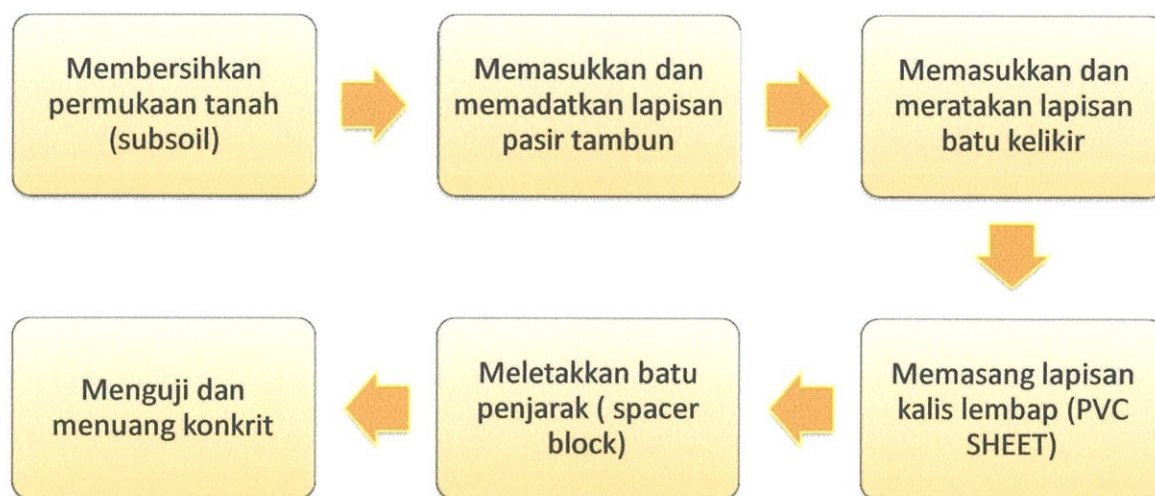 Membersihkan
permukaan tanah
(subsoil)
Memasukkan dan
memadatkan lapisan
pasir tambun
Memasukkan dan
meratakan lapisan
batu kelikir
Memasang lapisan
kalis lembap (PVC
SHEET)
Meletakkan batu
penjarak ( spacer
block)
Menguji dan
menuang konkrit